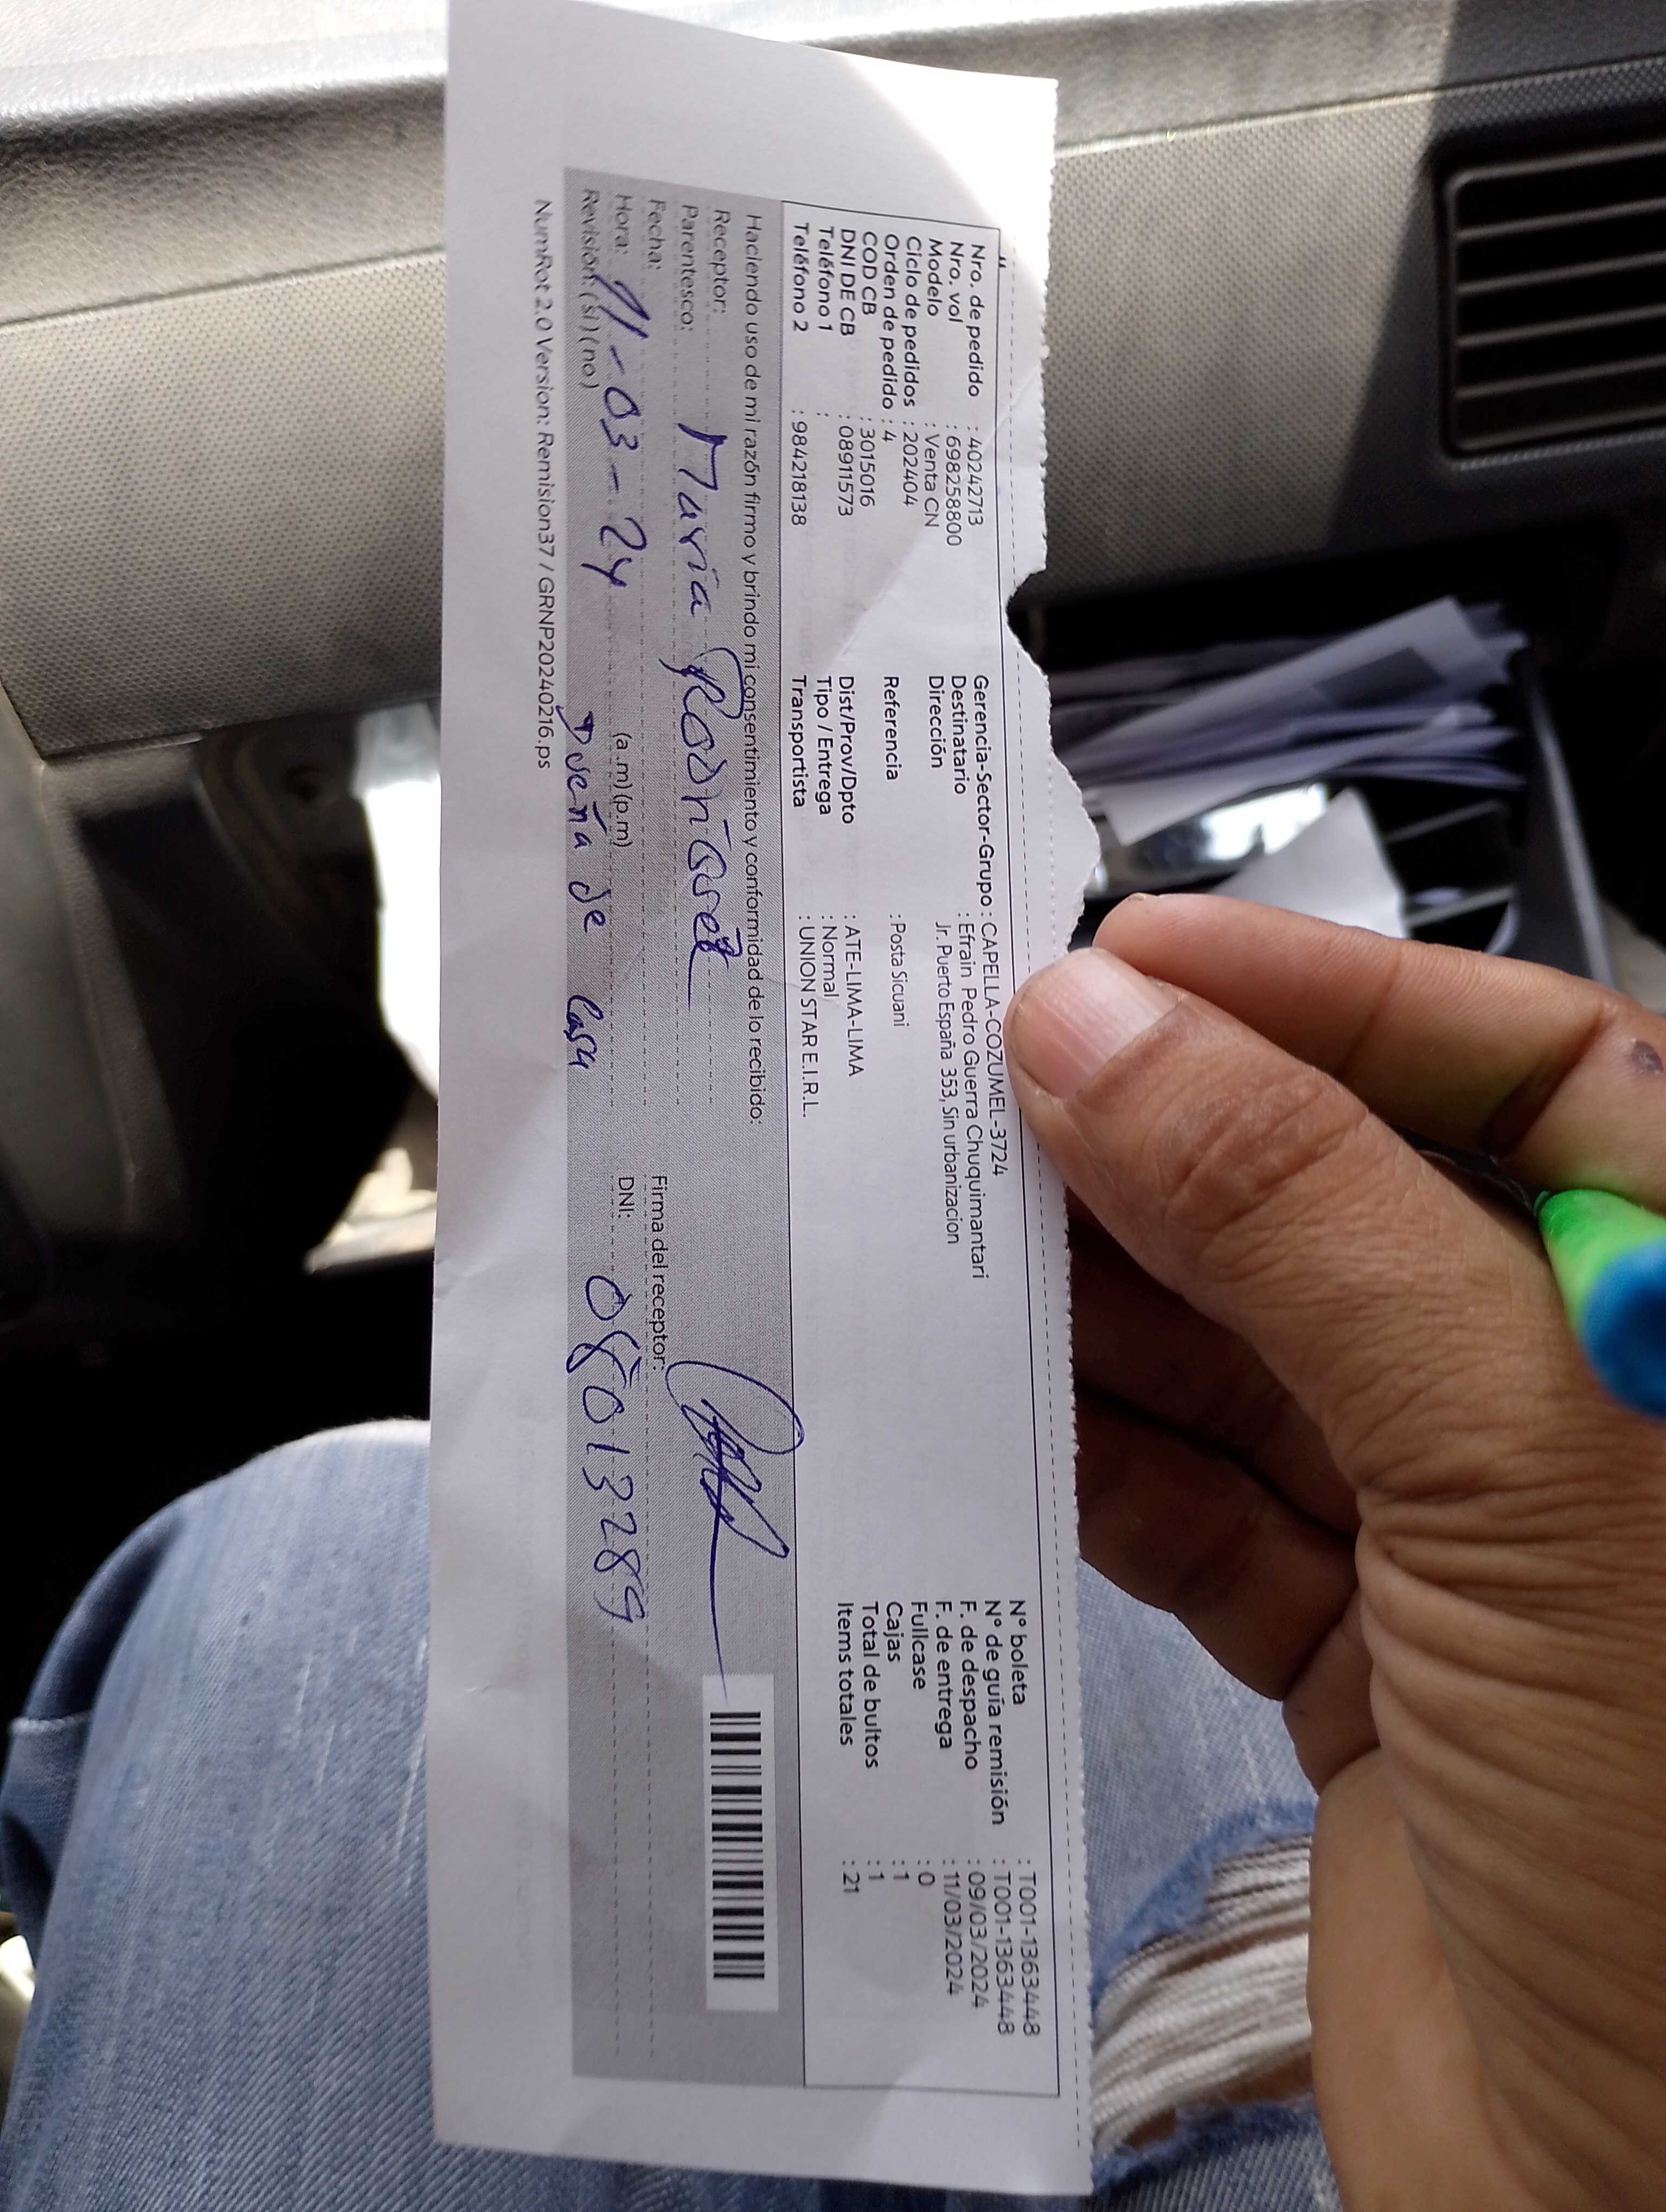 Nro. de pedido : 40242713
Nro. vol : 698258800
Modelo : Venta CN
Ciclo de pedidos : 202404
Orden de pedido : 4
COD CB : 3015016
DNI DE CB : 08911573
Teléfono 1 :
Teléfono 2 : 984218138
Gerencia-Sector-Grupo : CAPELLA-COZUMEL-3724
Destinatario : Efrain Pedro Guerra Chuquimantari
Dirección Jr. Puerto España 353, Sin urbanizacion
Referencia : Posta Sicuani
Dist/Prov/Dpto : ATE-LIMA-LIMA
Tipo / Entrega : Normal
Transportista : UNION STAR E.I.R.L.
N° boleta : T001-1363448
N° de guía remisión : T001-1363448
F. de despacho : 09/03/2024
F. de entrega : 11/03/2024
Fullcase : 0
Cajas : 1
Total de bultos : 1
Items totales : 21
Haciendo uso de mi razón firmo y brindo mi consentimiento y conformidad de lo recibido:
Receptor:
Parentesco: Maria
Fecha:
Hora: 11-03-24 (a.m) (p.m)
Revisión: (si) (no) Dueña de Casa
Firma del receptor:
DNI: 08013289
NumRot 2.0 Version: Remision37 / GRNP20240216.ps